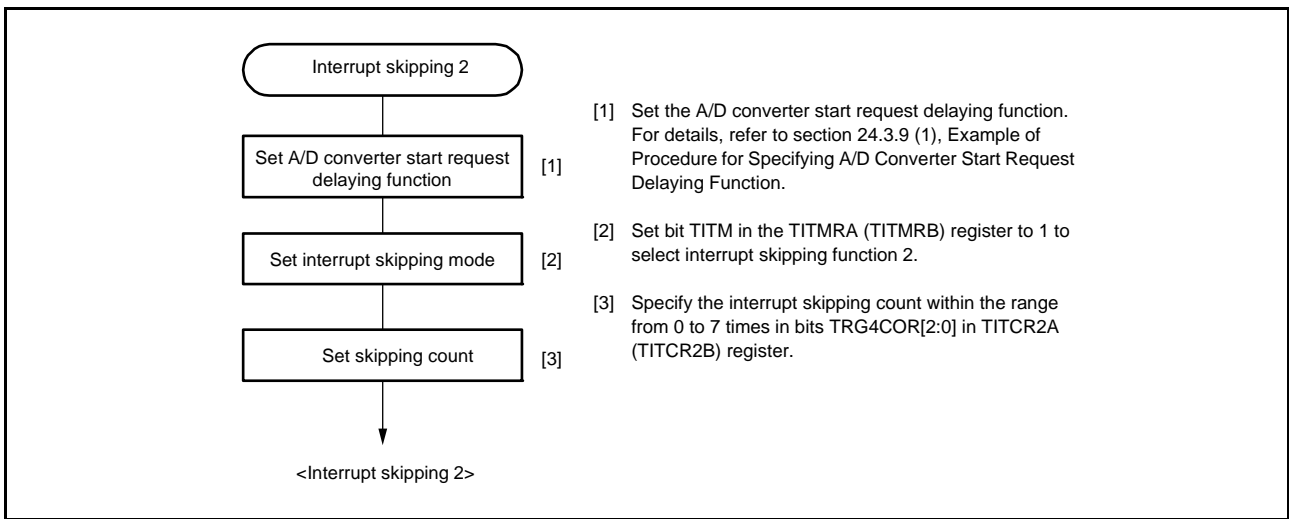 Interrupt skipping 2
Set A/D converter start request
delaying function
[1]
Set interrupt skipping mode
[2]
Set skipping count
[3]
<Interrupt skipping 2>
[1] Set the A/D converter start request delaying function.
For details, refer to section 24.3.9 (1), Example of
Procedure for Specifying A/D Converter Start Request
Delaying Function.
[2] Set bit TITM in the TITMRA (TITMRB) register to 1 to
select interrupt skipping function 2.
[3] Specify the interrupt skipping count within the range
from 0 to 7 times in bits TRG4COR[2:0] in TITCR2A
(TITCR2B) register.